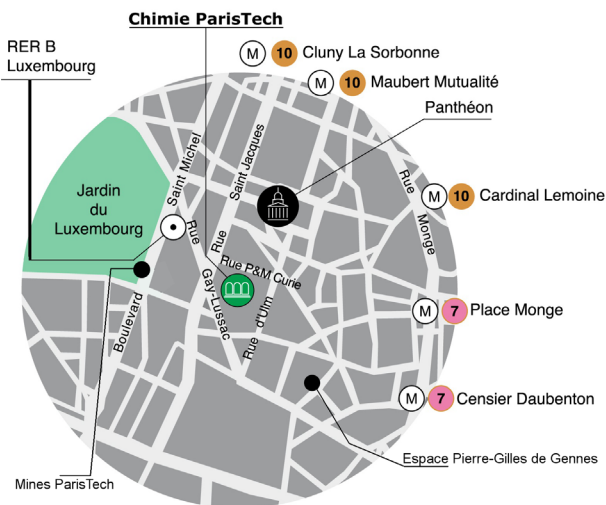 Chimie ParisTech
RER B
Luxembourg
M 10 Cluny La Sorbonne
M 10 Maubert Mutualité
Panthéon
Jardin
du
Luxembourg
Boulevard Saint Michel
Rue Saint Jacques
Rue Gay-Lussac
Rue P&M Curie
Rue d'Ulm
Rue Monge
M 10 Cardinal Lemoine
M 7 Place Monge
M 7 Censier Daubenton
Espace Pierre-Gilles de Gennes
Mines ParisTech